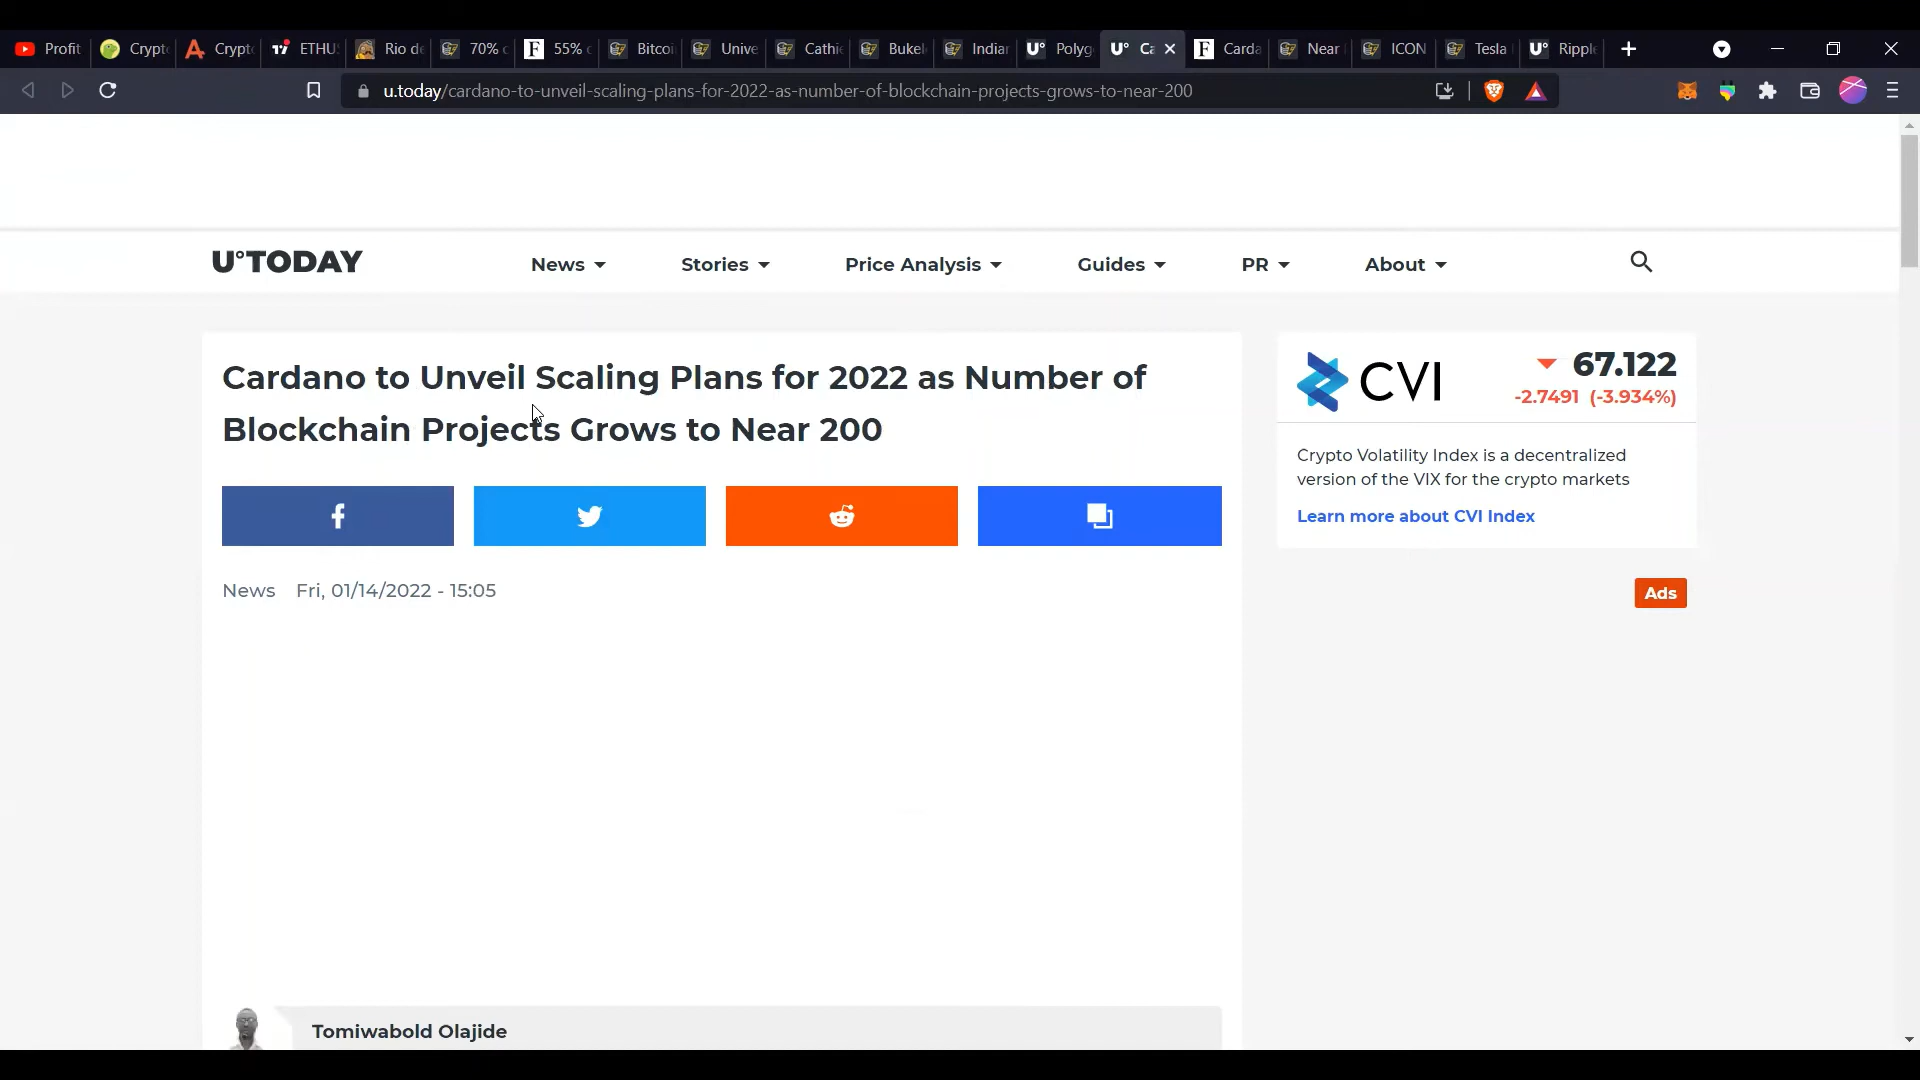 Profit
Crypt
Crypt
ETHUS
Rio de
70% c
55% c
Bitcoi
Unive
Cathi
Bukel
Indian
Polyg
Ca
Carda
Near
ICON
Tesla
Ripple
u.today/cardano-to-unveil-scaling-plans-for-2022-as-number-of-blockchain-projects-grows-to-near-200
U°TODAY
News
Stories
Price Analysis
Guides
PR
About
Cardano to Unveil Scaling Plans for 2022 as Number of
Blockchain Projects Grows to Near 200
News Fri, 01/14/2022 - 15:05
Tomiwabold Olajide
CVI
67.122
-2.7491 (-3.934%)
Crypto Volatility Index is a decentralized
version of the VIX for the crypto markets
Learn more about CVI Index
Ads